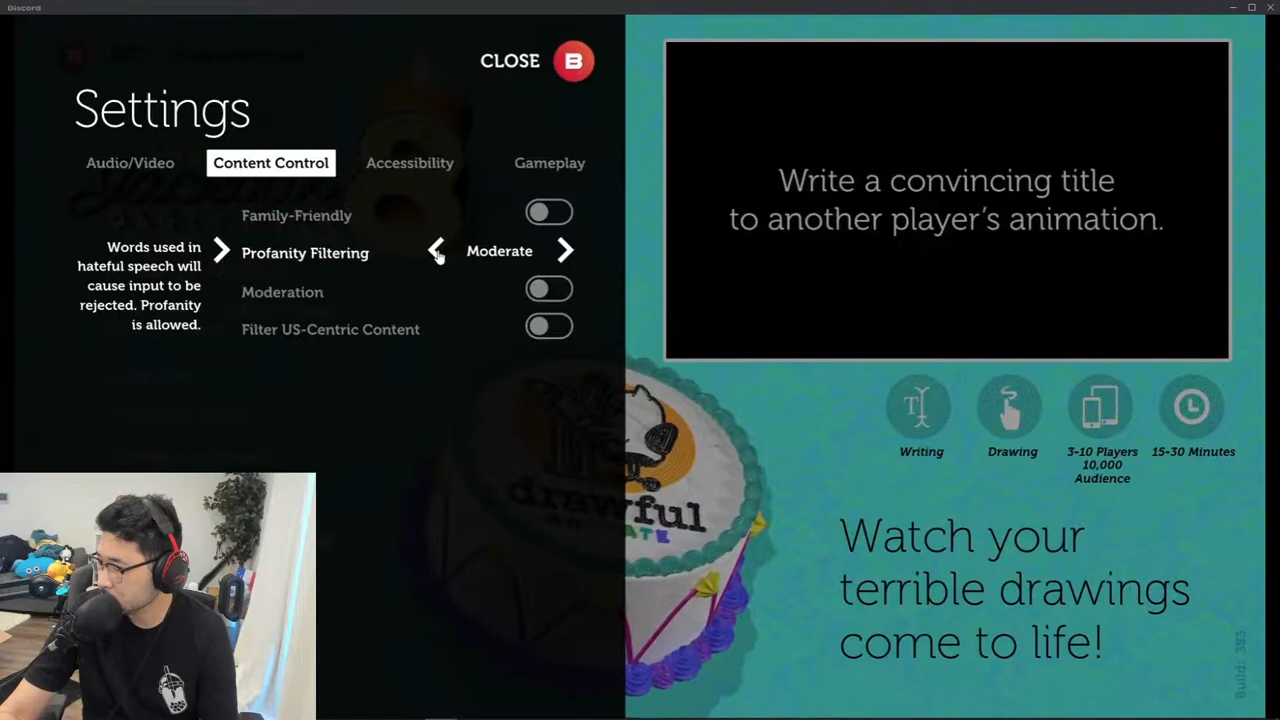 Discord
CLOSE B
Settings
Audio/Video Content Control Accessibility Gameplay
Family-Friendly
Words used in
hateful speech will
cause input to be
rejected. Profanity
is allowed.
Profanity Filtering Moderate
Moderation
Filter US-Centric Content
Write a convincing title
to another player's animation.
Writing
Drawing
3-10 Players
10,000
Audience
15-30 Minutes
drawful
Watch your
terrible drawings
come to life!
Build: 383